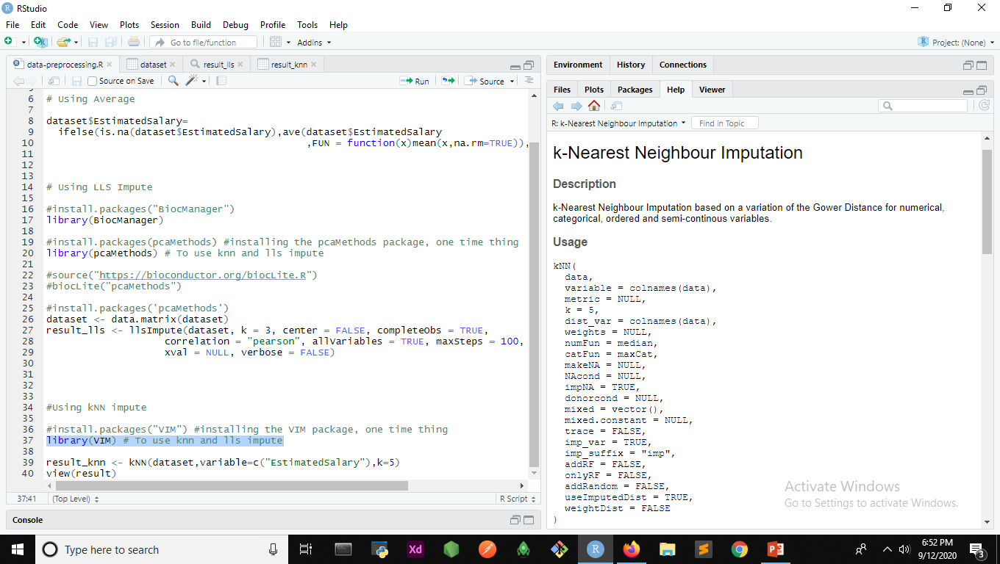 RStudio
File Edit Code View Plots Session Build Debug Profile Tools Help
Go to file/function
Addins
Project: (None)
data-preprocessing.R
dataset
result_lls
result_knn
Source on Save
Run
Source
6 # Using Average
7
8 dataset$EstimatedSalary=
9 ifelse(is.na(dataset$EstimatedSalary),ave(dataset$EstimatedSalary
10 ,FUN = function(x)mean(x,na.rm=TRUE)),
11
12
13
14 # Using LLS Impute
15
16 #install.packages("BiocManager")
17 library(BiocManager)
18
19 #install.packages(pcaMethods) #installing the pcaMethods package, one time thing
20 library(pcaMethods) # To use knn and lls impute
21
22 #source("https://bioconductor.org/biocLite.R")
23 #biocLite("pcaMethods")
24
25 #install.packages('pcaMethods')
26 dataset <- data.matrix(dataset)
27 result_lls <- llsImpute(dataset, k = 3, center = FALSE, completeObs = TRUE,
28 correlation = "pearson", allVariables = TRUE, maxSteps = 100,
29 xval = NULL, verbose = FALSE)
30
31
32
33
34 #Using kNN impute
35
36 #install.packages("VIM") #installing the VIM package, one time thing
37 library(VIM) # To use knn and lls impute
38
39 result_knn <- kNN(dataset,variable=c("EstimatedSalary"),k=5)
40 view(result)
37:41 (Top Level) R Script
Console
Environment History Connections
Files Plots Packages Help Viewer
R: k-Nearest Neighbour Imputation
Find in Topic
k-Nearest Neighbour Imputation
Description
k-Nearest Neighbour Imputation based on a variation of the Gower Distance for numerical,
categorical, ordered and semi-continous variables.
Usage
kNN(
data,
variable = colnames(data),
metric = NULL,
k = 5,
dist_var = colnames(data),
weights = NULL,
numFun = median,
catFun = maxCat,
makeNA = NULL,
NAcond = NULL,
impNA = TRUE,
donorcond = NULL,
mixed = vector(),
mixed.constant = NULL,
trace = FALSE,
imp_var = TRUE,
imp_suffix = "imp",
addRF = FALSE,
onlyRF = FALSE,
addRandom = FALSE,
useImputedDist = TRUE,
weightDist = FALSE
)
Activate Windows
Go to Settings to activate Windows.
Type here to search
Xd
R
6:52 PM
9/12/2020
3